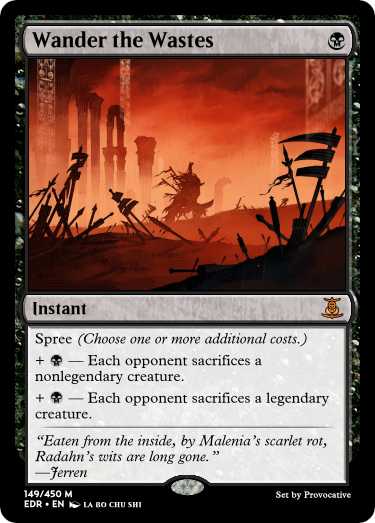 Wander the Wastes
Instant
Spree (Choose one or more additional costs.)
+ — Each opponent sacrifices a
nonlegendary creature.
+ — Each opponent sacrifices a legendary
creature.
“Eaten from the inside, by Malenia’s scarlet rot,
Radahn’s wits are long gone.”
—Jerren
149/450 M
EDR • EN LA BO CHU SHI
Set by Provocative